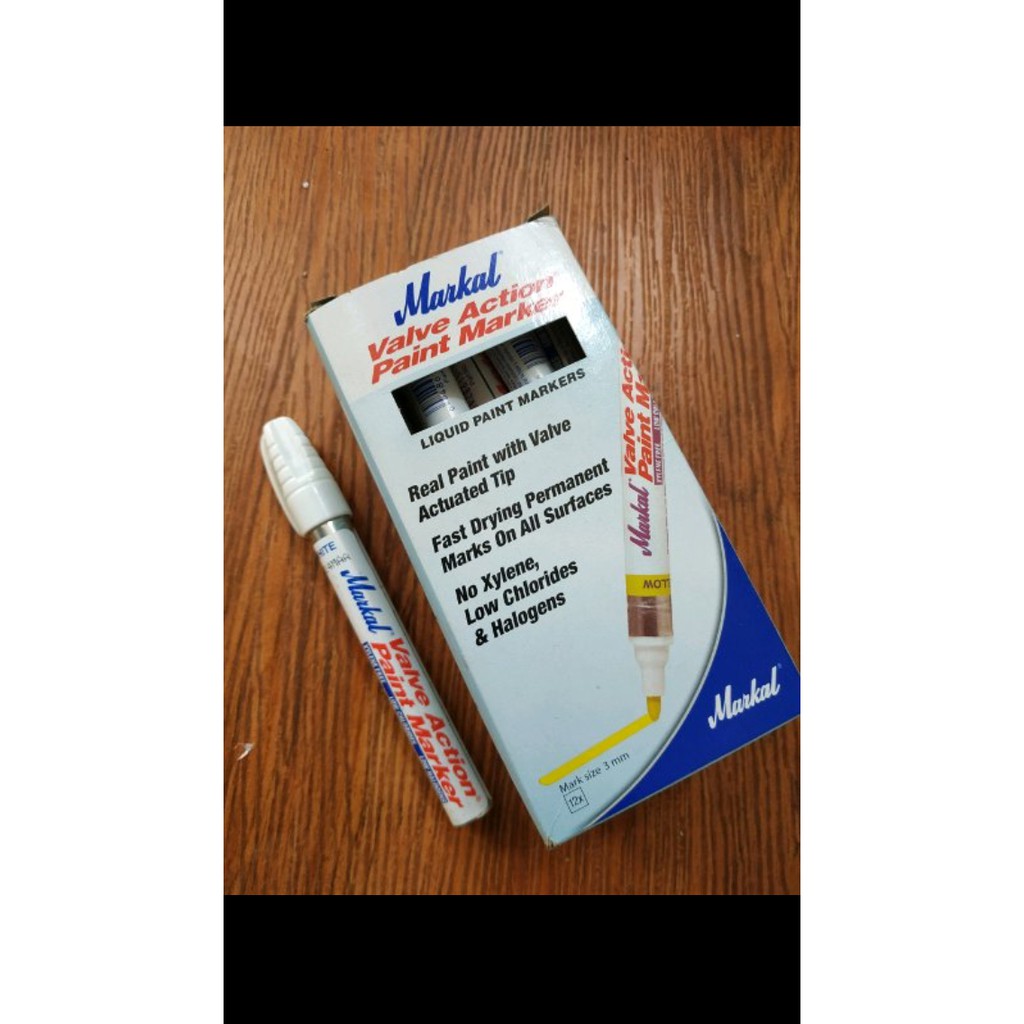 Markal
Valve Action
Paint Marker
LIQUID PAINT MARKERS
Real Paint with Valve
Actuated Tip
Fast Drying Permanent
Marks On All Surfaces
No Xylene,
Low Chlorides
& Halogens
Mark size 3 mm
12x
Markal
Markal
Valve Acti
Paint M
LLOW
HITE
Markal
Valve Action
Paint Marker